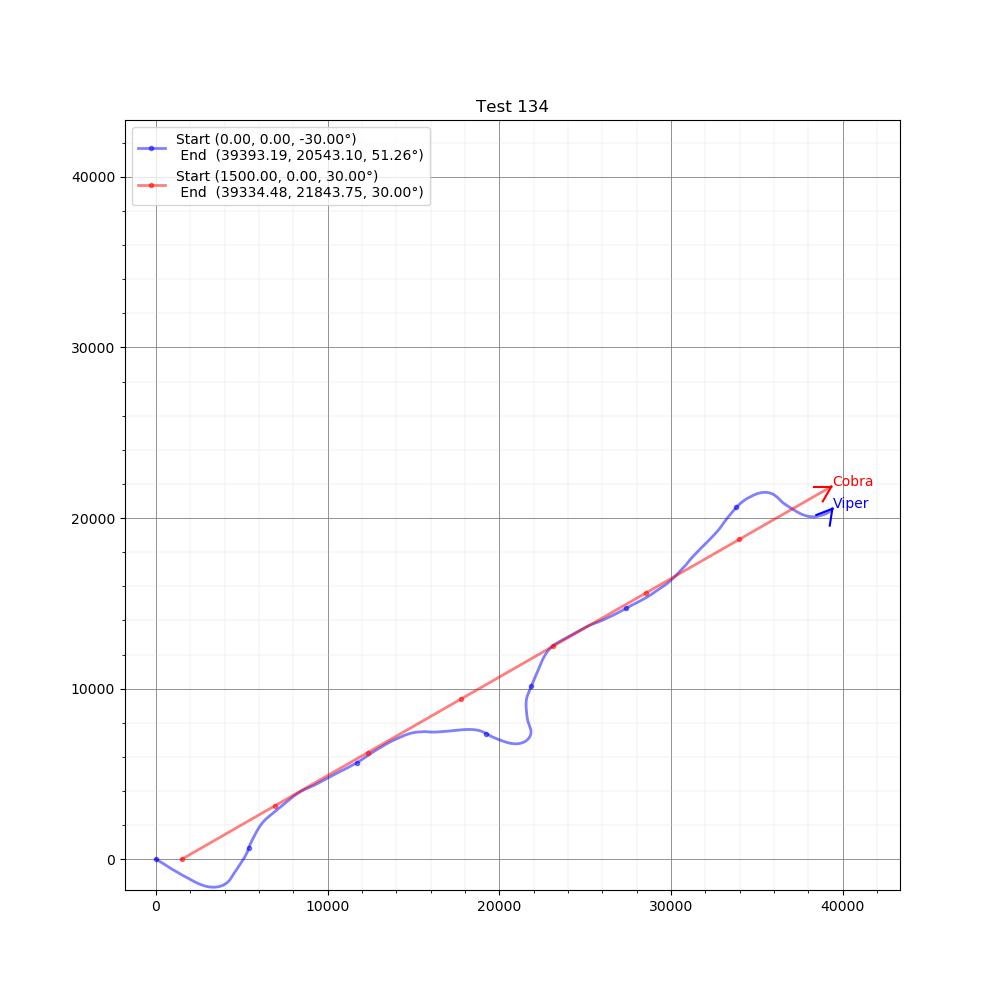 Test 134
Start (0.00, 0.00, -30.00°)
End (39393.19, 20543.10, 51.26°)
Start (1500.00, 0.00, 30.00°)
End (39334.48, 21843.75, 30.00°)
40000
30000
20000
10000
0
Cobra
Viper
0
10000
20000
30000
40000